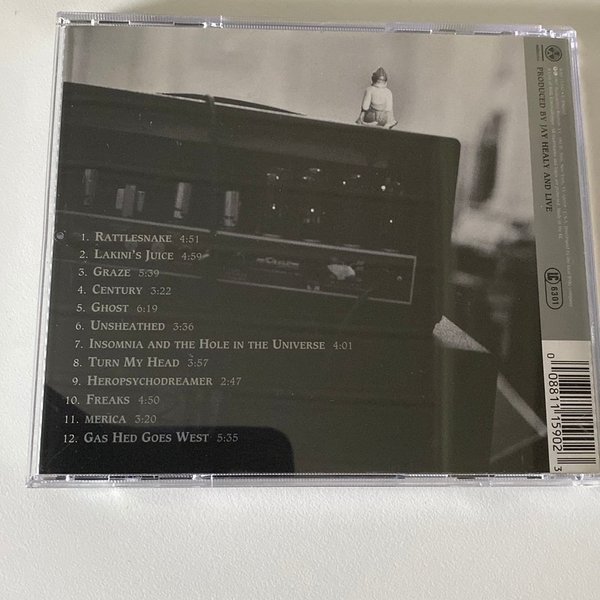 1. RATTLESNAKE 4:51
2. LAKINI'S JUICE 4:59
3. GRAZE 5:39
4. CENTURY 3:22
5. GHOST 6:19
6. UNSHEATHED 3:36
7. INSOMNIA AND THE HOLE IN THE UNIVERSE 4:01
8. TURN MY HEAD 3:57
9. HEROPSYCHODREAMER 2:47
10. FREAKS 4:50
11. MERICA 3:20
12. GAS HED GOES WEST 5:35
PRODUCED BY JAY HEALY AND LIVE
LC
6301
0 08811 15902 3